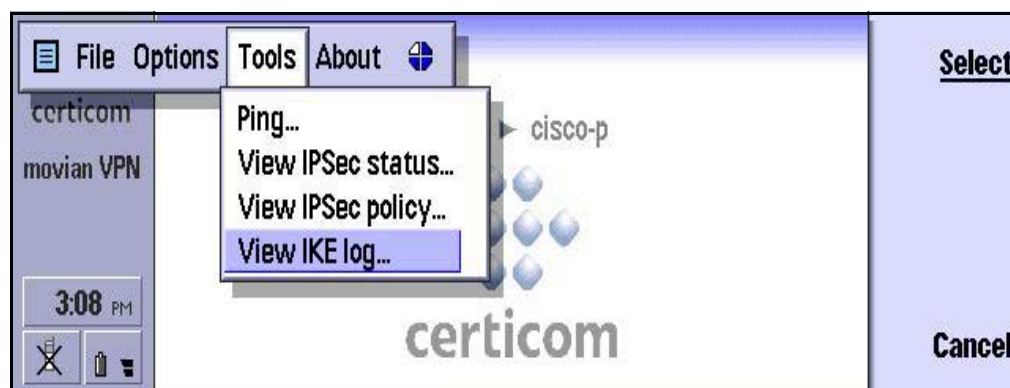 File Options Tools About
Select
certicom
movian VPN
Ping...
View IPSec status...
View IPSec policy...
View IKE log...
cisco-p
3:08 PM
certicom
Cancel